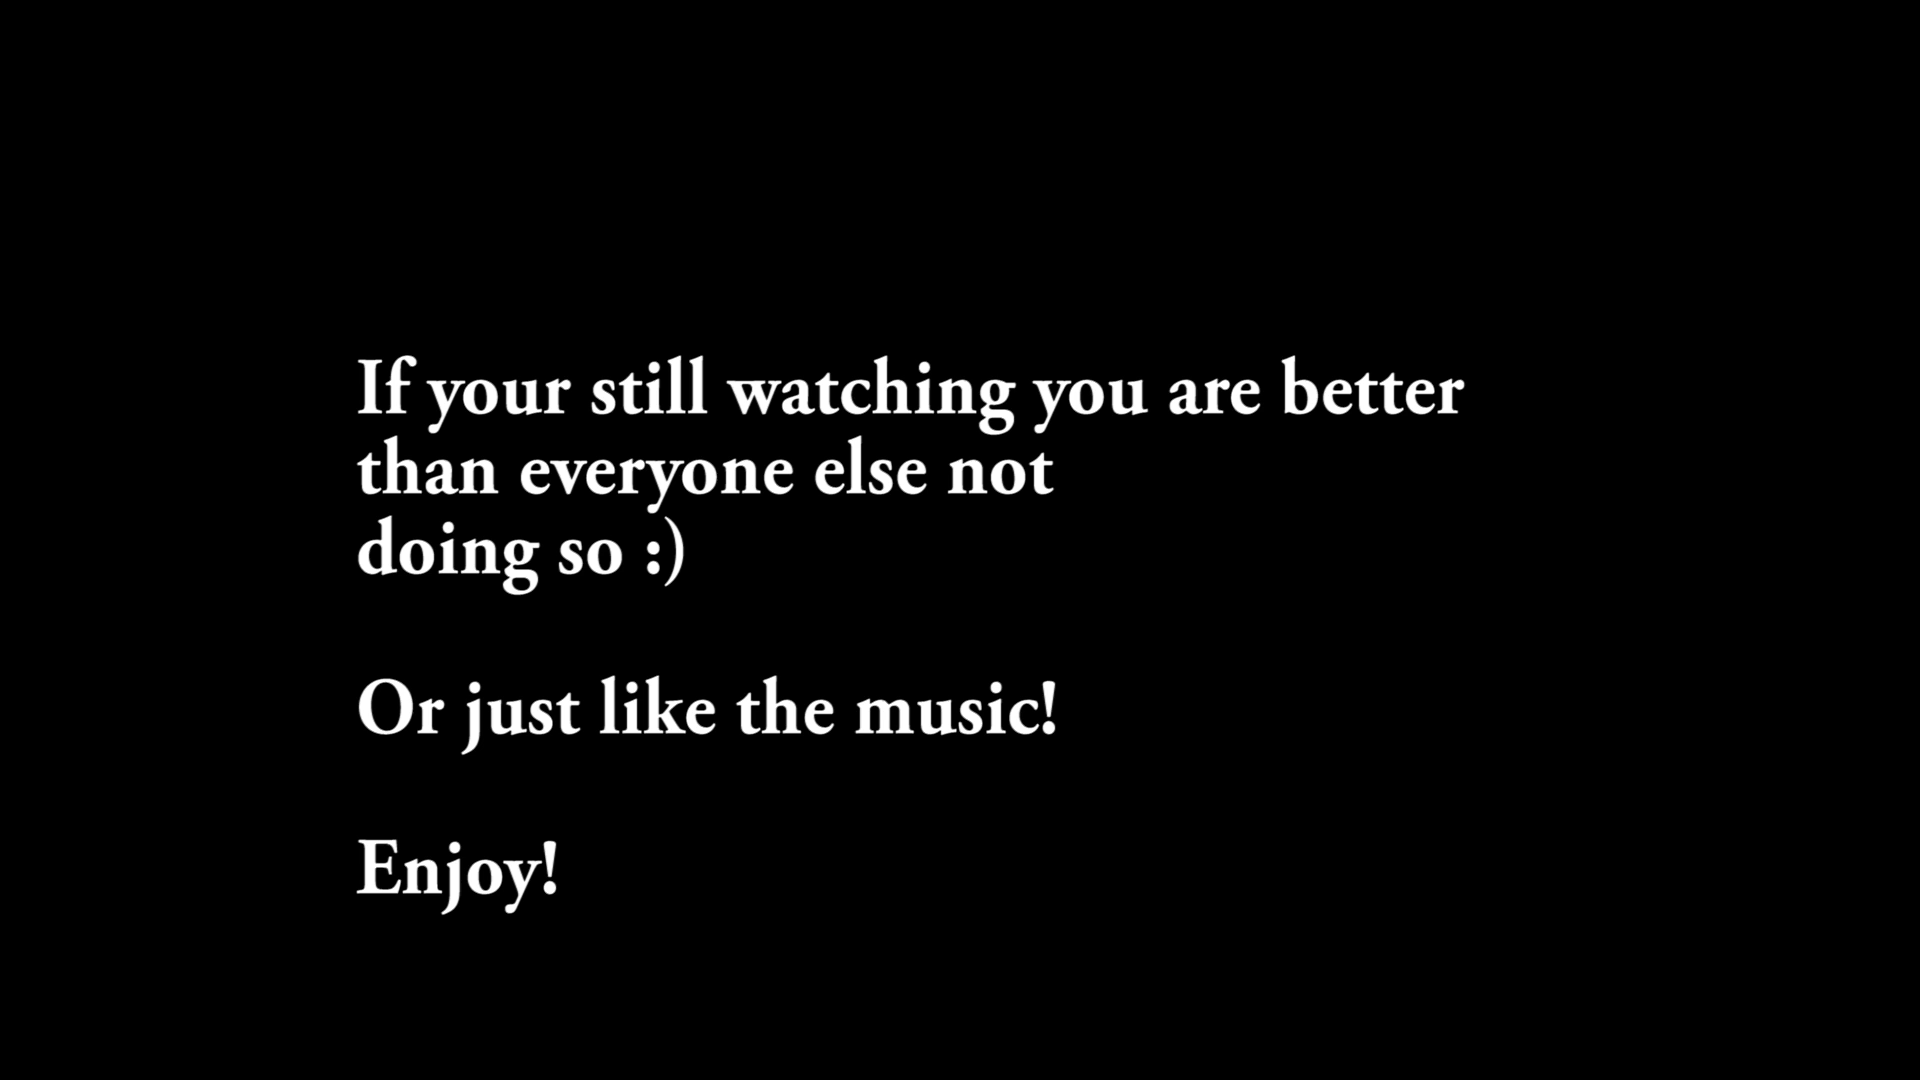 If your still watching you are better
than everyone else not
doing so :)
Or just like the music!
Enjoy!